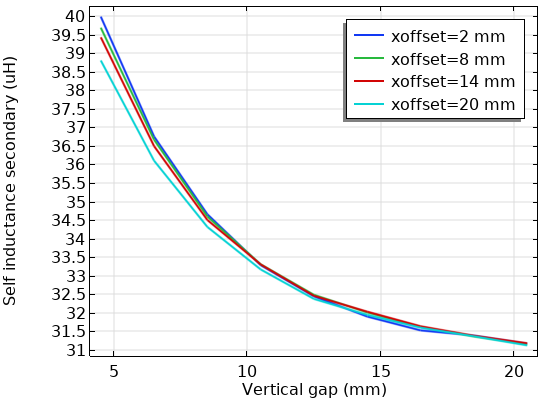 40
39.5
39
38.5
38
37.5
37
36.5
36
35.5
35
34.5
34
33.5
33
32.5
32
31.5
31
Self inductance secondary (uH)
xoffset=2 mm
xoffset=8 mm
xoffset=14 mm
xoffset=20 mm
5 10 15 20
Vertical gap (mm)